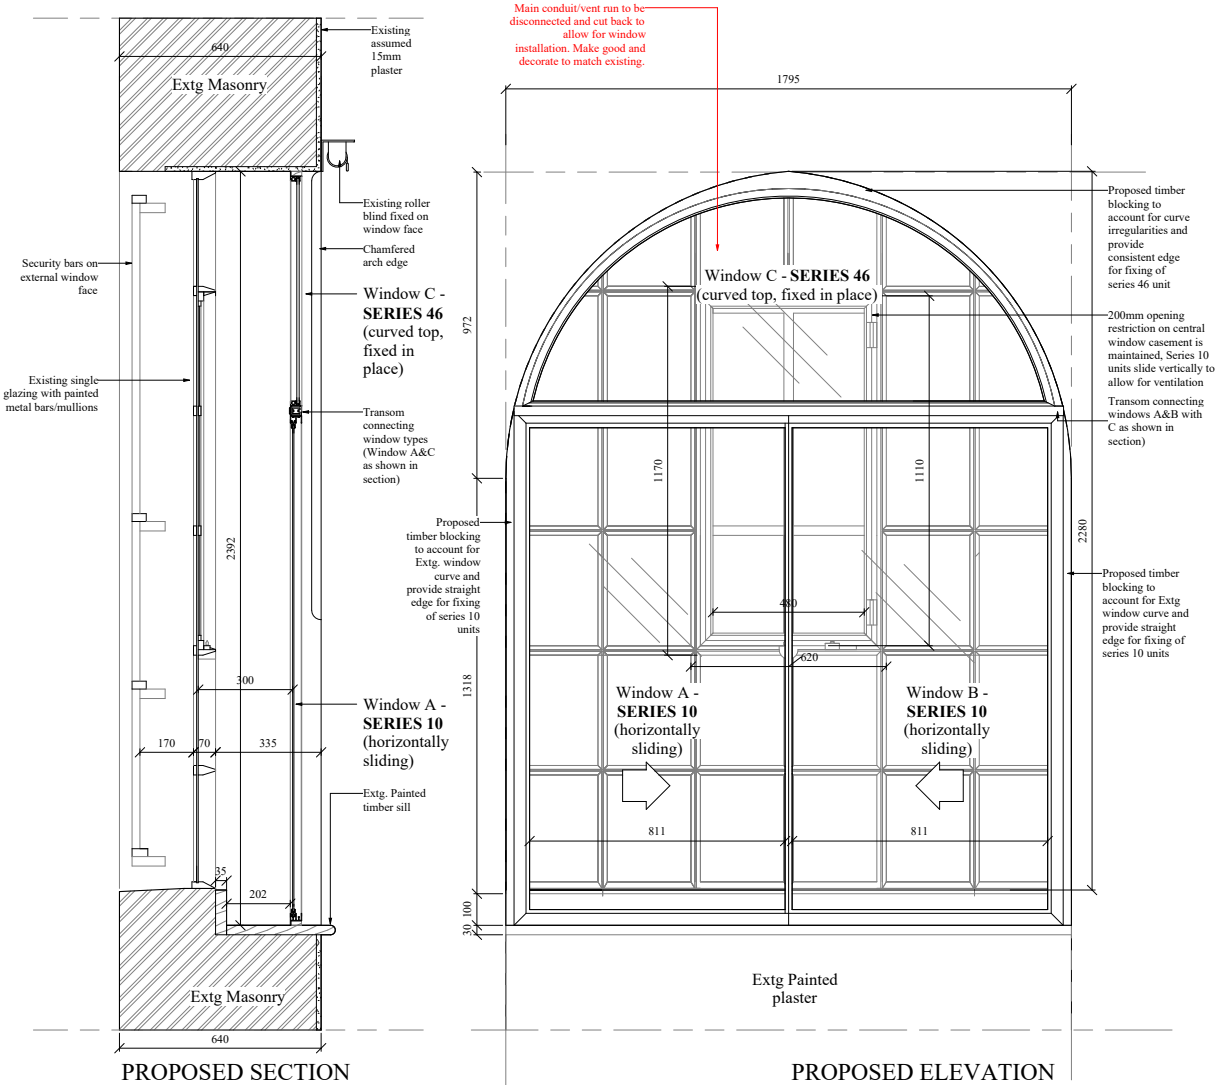 Main conduit/vent run to be
disconnected and cut back to
allow for window
installation. Make good and
decorate to match existing.
640
Existing
assumed
15mm
plaster
Extg Masonry
1795
Existing roller
blind fixed on
window face
Chamfered
arch edge
Security bars on
external window
face
Window C -
SERIES 46
(curved top,
fixed in
place)
Existing single
glazing with painted
metal bars/mullions
Transom
connecting
window types
(Window A&C
as shown in
section)
2392
300
170
70
335
Window A -
SERIES 10
(horizontally
sliding)
Extg. Painted
timber sill
35
202
Extg Masonry
640
PROPOSED SECTION
Proposed timber
blocking to
account for curve
irregularities and
provide
consistent edge
for fixing of
series 46 unit
Window C - SERIES 46
(curved top, fixed in place)
972
200mm opening
restriction on central
window casement is
maintained, Series 10
units slide vertically to
allow for ventilation
Transom connecting
windows A&B with
C as shown in
section)
1170
1110
2280
Proposed
timber blocking
to account for
Extg. window
curve and
provide straight
edge for fixing
of series 10
units
Proposed timber
blocking to
account for Extg
window curve and
provide straight
edge for fixing of
series 10 units
480
620
1318
Window A -
SERIES 10
(horizontally
sliding)
Window B -
SERIES 10
(horizontally
sliding)
811
811
100
30
Extg Painted
plaster
PROPOSED ELEVATION